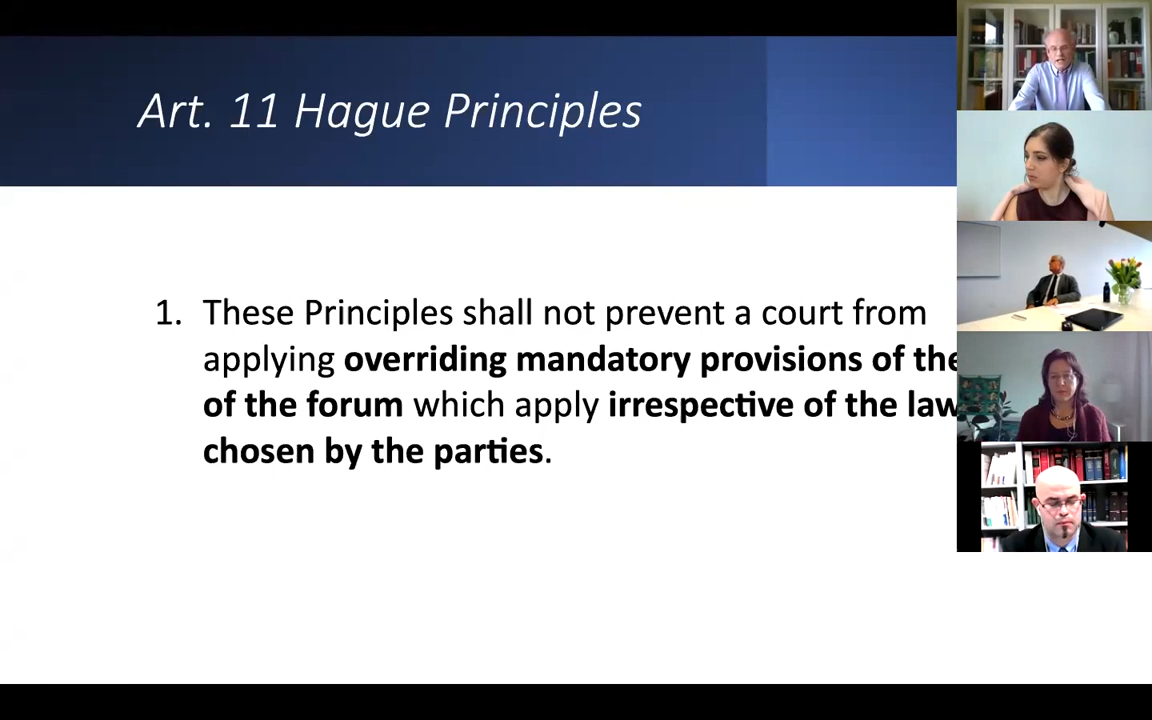 Art. 11 Hague Principles
1. These Principles shall not prevent a court from
applying overriding mandatory provisions of the
of the forum which apply irrespective of the law
chosen by the parties.